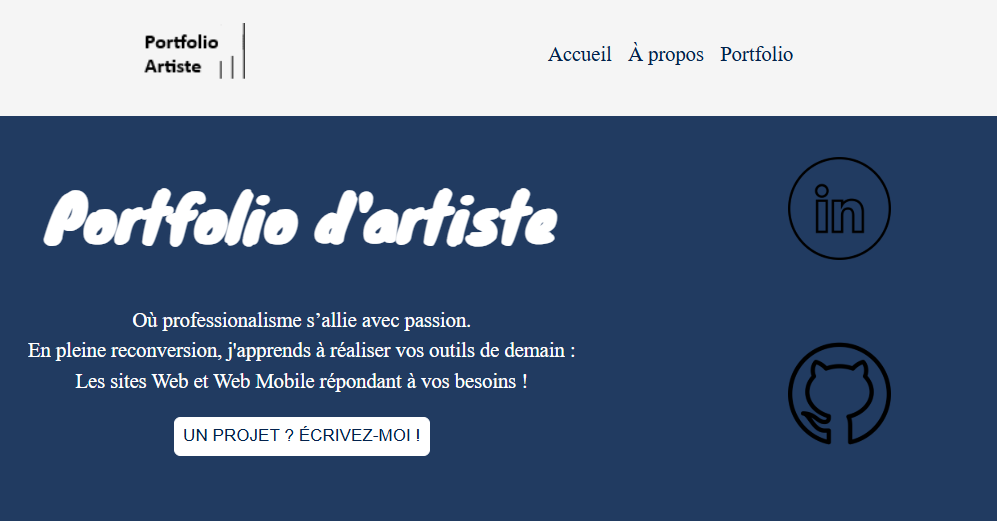 Portfolio
Artiste
Accueil À propos Portfolio
Portfolio d'artiste
in
Où professionalisme s’allie avec passion.
En pleine reconversion, j'apprends à réaliser vos outils de demain :
Les sites Web et Web Mobile répondant à vos besoins !
UN PROJET ? ÉCRIVEZ-MOI !